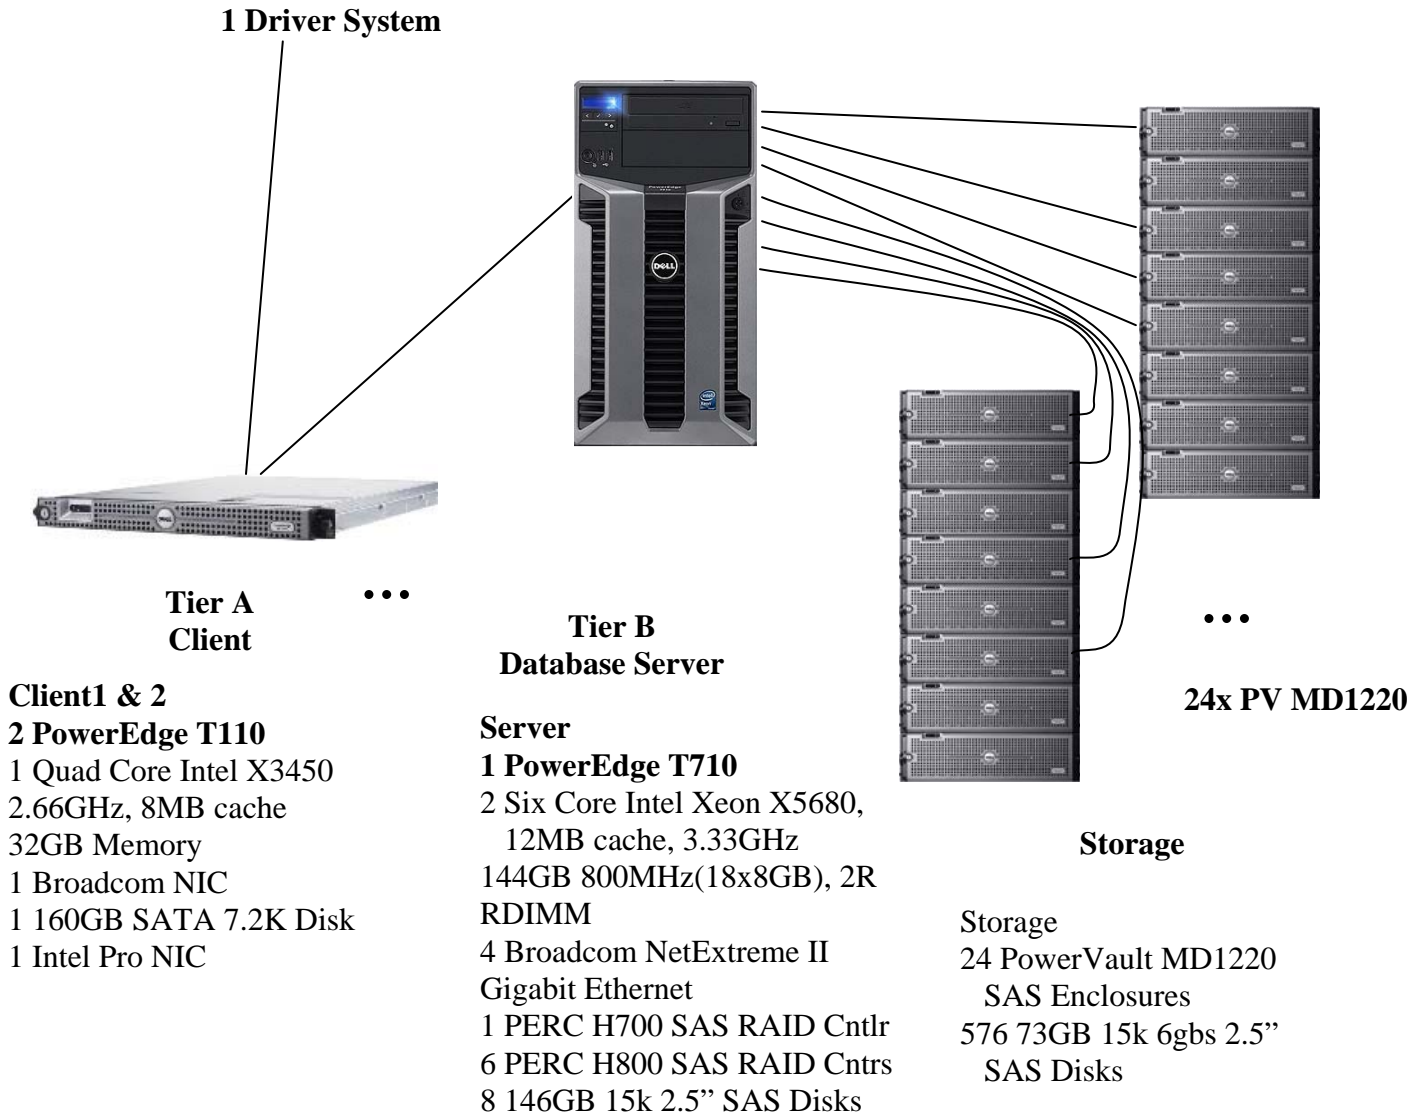 1 Driver System
DELL
Tier A
Client
...
Tier B
Database Server
...
24x PV MD1220
Client1 & 2
2 PowerEdge T110
1 Quad Core Intel X3450
2.66GHz, 8MB cache
32GB Memory
1 Broadcom NIC
1 160GB SATA 7.2K Disk
1 Intel Pro NIC
Server
1 PowerEdge T710
2 Six Core Intel Xeon X5680,
12MB cache, 3.33GHz
144GB 800MHz(18x8GB), 2R
RDIMM
4 Broadcom NetExtreme II
Gigabit Ethernet
1 PERC H700 SAS RAID Cntlr
6 PERC H800 SAS RAID Cntrs
8 146GB 15k 2.5” SAS Disks
Storage
Storage
24 PowerVault MD1220
SAS Enclosures
576 73GB 15k 6gbs 2.5”
SAS Disks